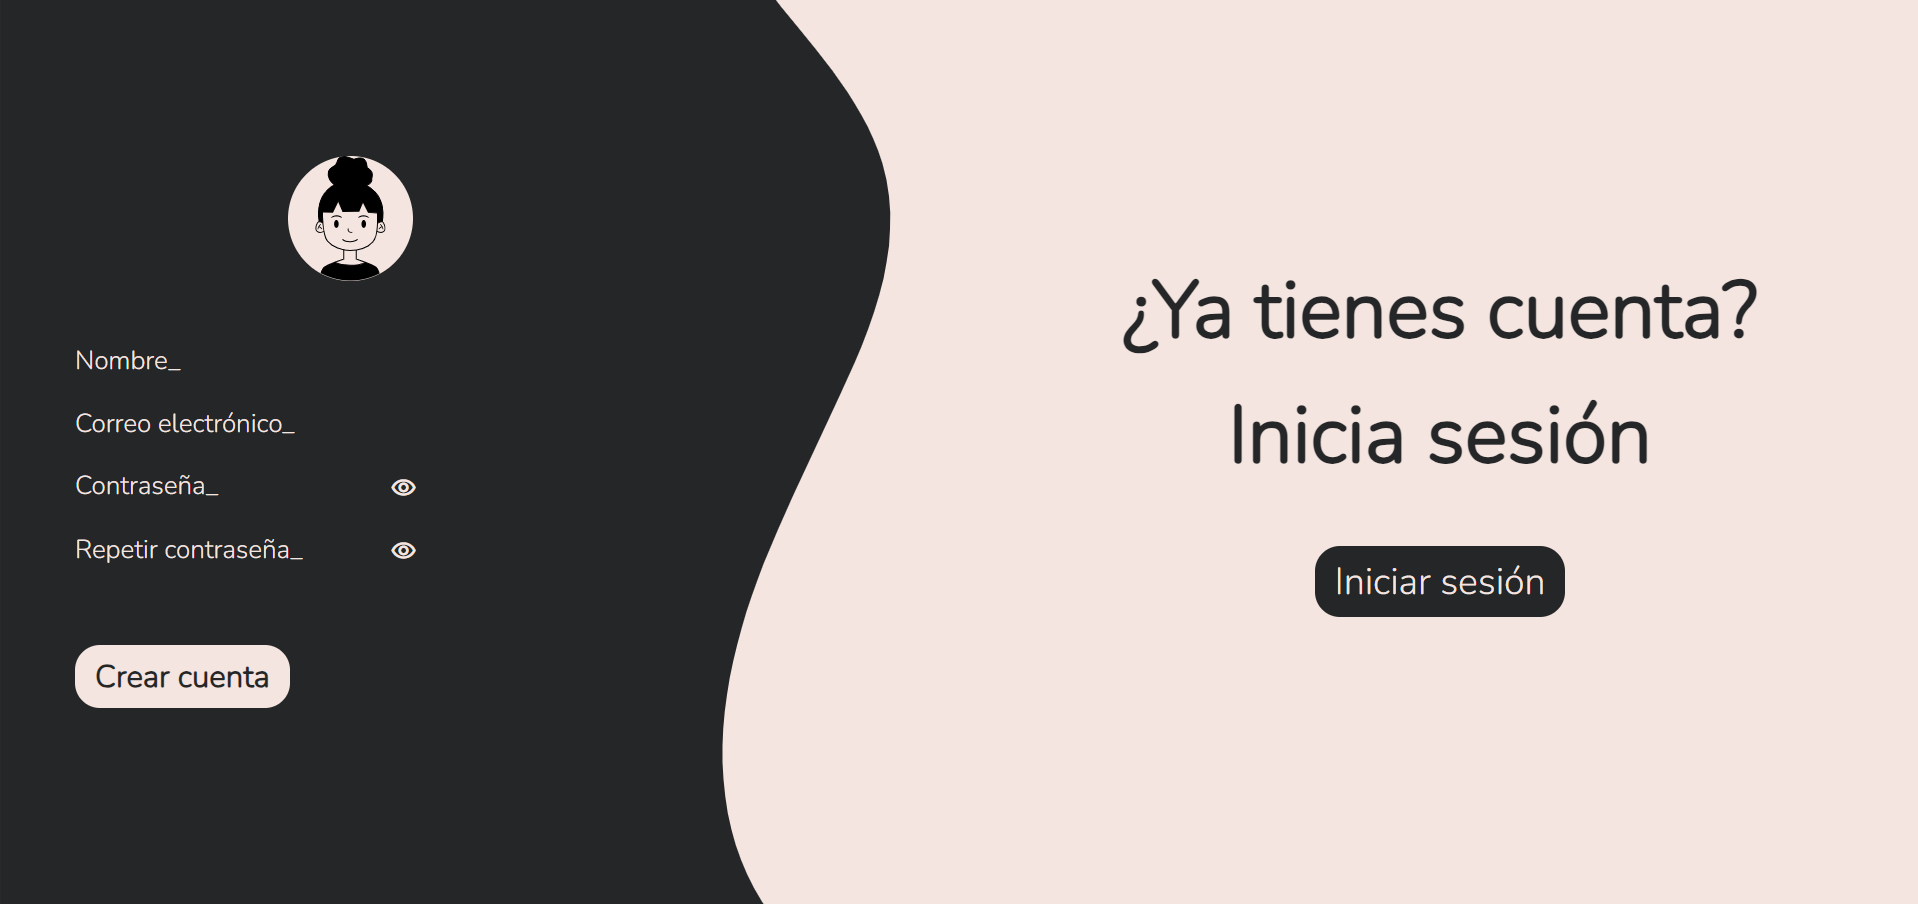 Nombre_
Correo electrónico_
Contraseña_
Repetir contraseña_
Crear cuenta
¿Ya tienes cuenta?
Inicia sesión
Iniciar sesión